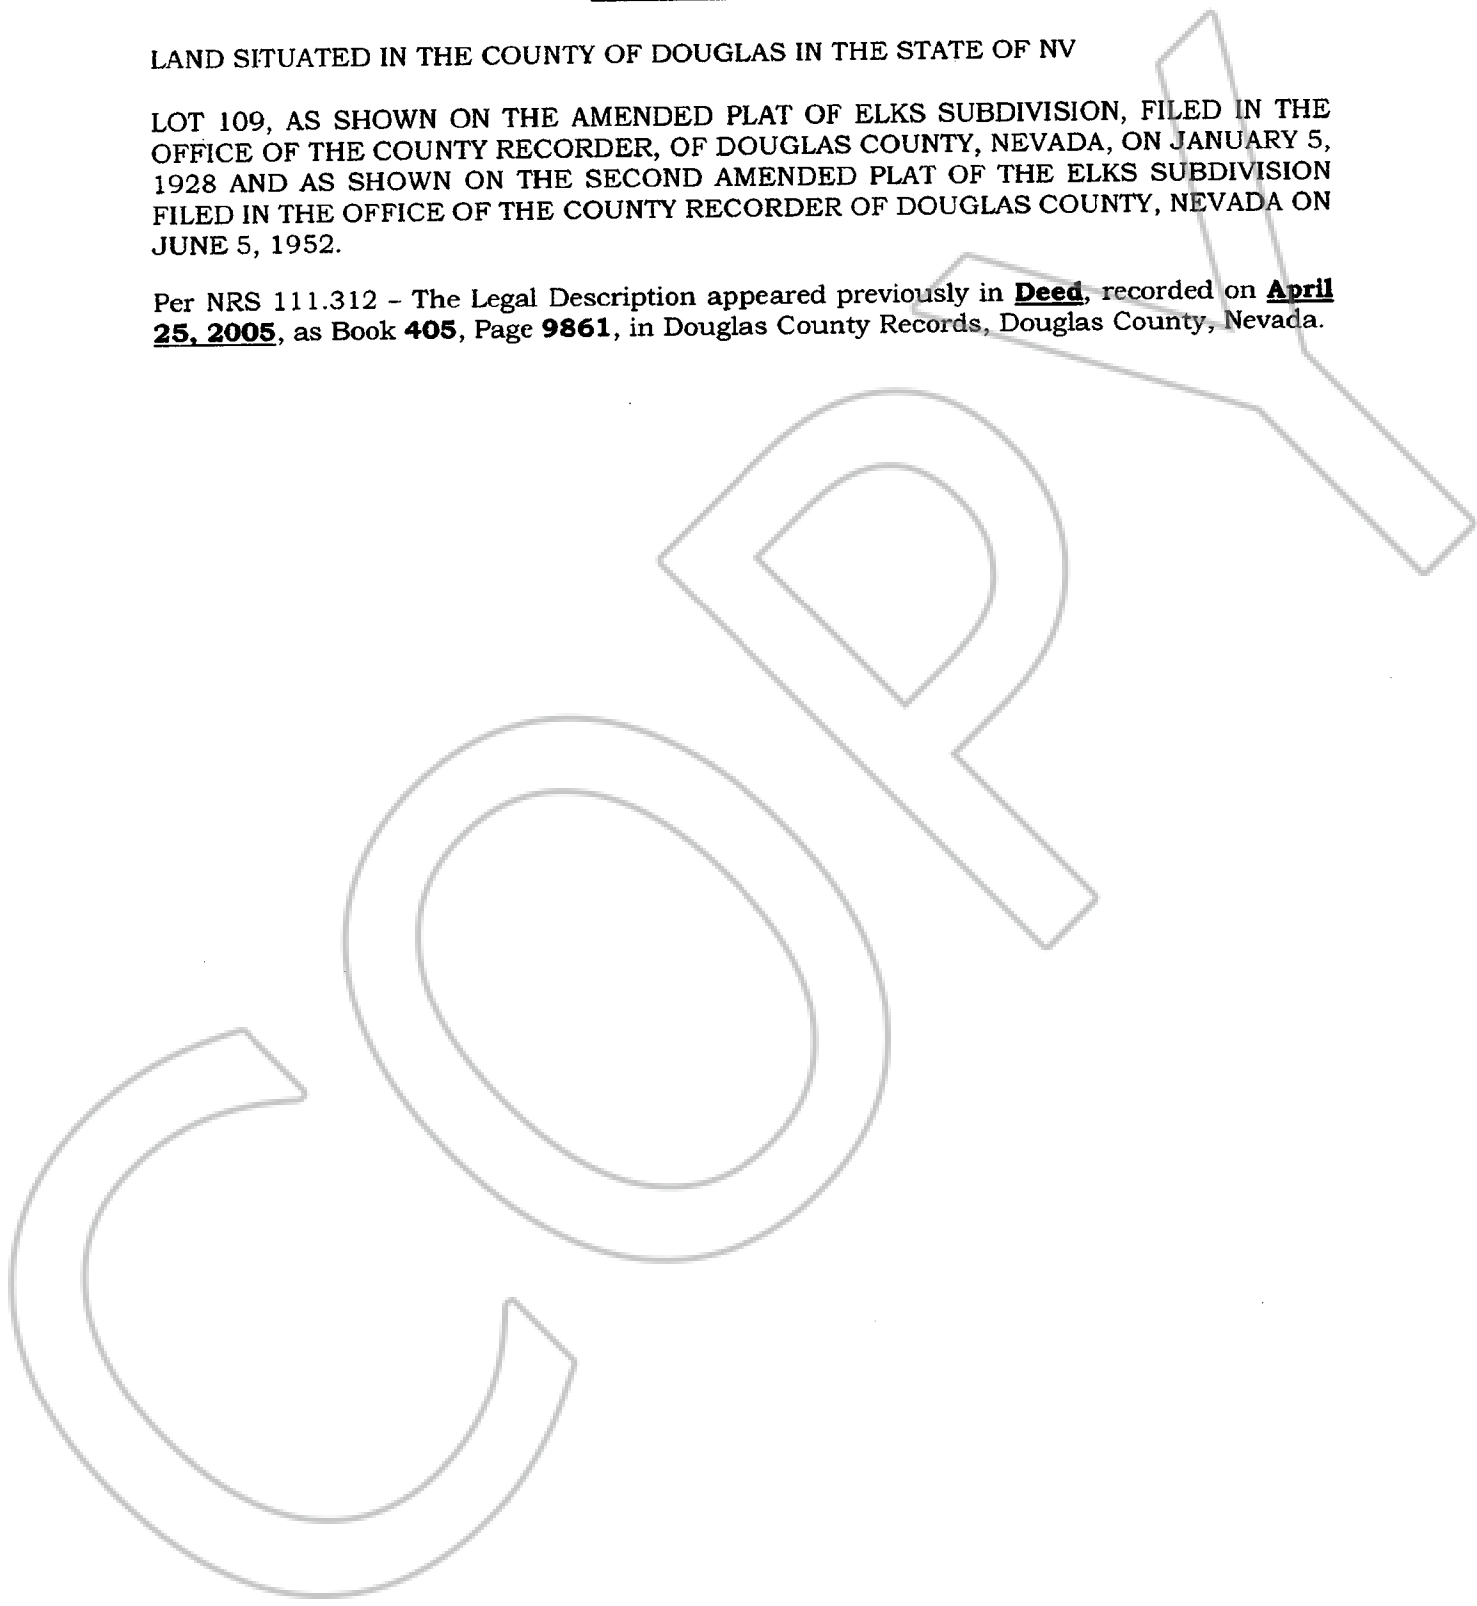 LAND SITUATED IN THE COUNTY OF DOUGLAS IN THE STATE OF NV
LOT 109, AS SHOWN ON THE AMENDED PLAT OF ELKS SUBDIVISION, FILED IN THE
OFFICE OF THE COUNTY RECORDER, OF DOUGLAS COUNTY, NEVADA, ON JANUARY 5,
1928 AND AS SHOWN ON THE SECOND AMENDED PLAT OF THE ELKS SUBDIVISION
FILED IN THE OFFICE OF THE COUNTY RECORDER OF DOUGLAS COUNTY, NEVADA ON
JUNE 5, 1952.
Per NRS 111.312 – The Legal Description appeared previously in Deed, recorded on April
25, 2005, as Book 405, Page 9861, in Douglas County Records, Douglas County, Nevada.
COPY